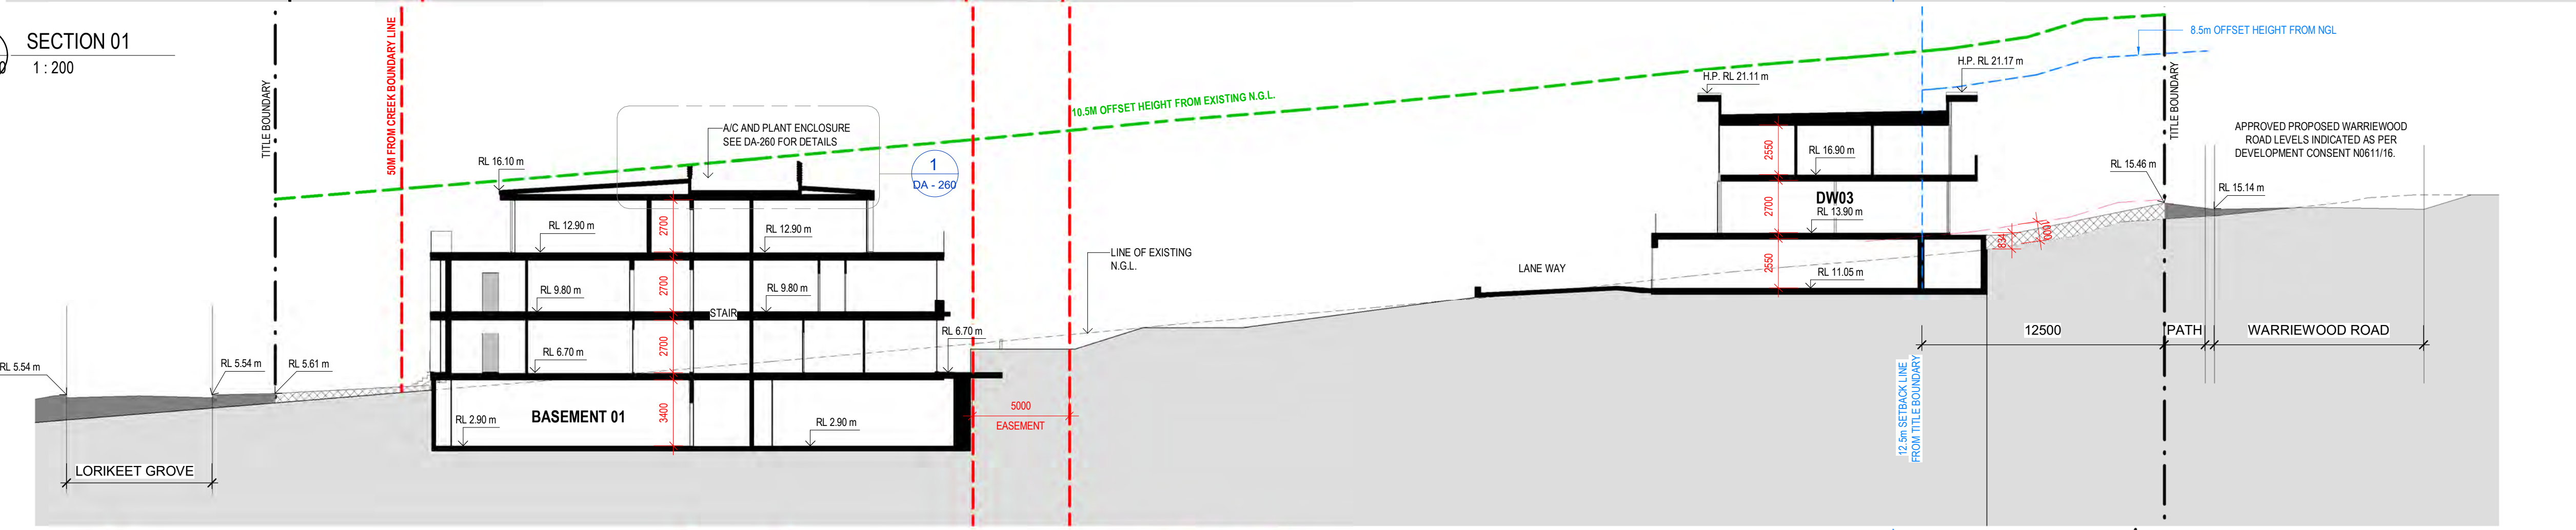 SECTION 01
1 : 200
TITLE BOUNDARY
50M FROM CREEK BOUNDARY LINE
RL 16.10 m
A/C AND PLANT ENCLOSURE
SEE DA-260 FOR DETAILS
1
DA - 260
10.5M OFFSET HEIGHT FROM EXISTING N.G.L.
H.P. RL 21.11 m
H.P. RL 21.17 m
8.5m OFFSET HEIGHT FROM NGL
TITLE BOUNDARY
APPROVED PROPOSED WARRIEWOOD
ROAD LEVELS INDICATED AS PER
DEVELOPMENT CONSENT N0611/16.
RL 15.46 m
RL 15.14 m
2550
RL 16.90 m
DW03
2700
RL 13.90 m
2550
RL 11.05 m
834
RL 12.90 m
2700
RL 12.90 m
LINE OF EXISTING
N.G.L.
LANE WAY
RL 9.80 m
2700
RL 9.80 m
STAIR
RL 6.70 m
2700
RL 6.70 m
RL 5.54 m
RL 5.54 m
RL 5.61 m
RL 2.90 m
BASEMENT 01
3400
RL 2.90 m
5000
EASEMENT
12500
PATH
WARRIEWOOD ROAD
12.5m SETBACK LINE
FROM TITLE BOUNDARY
LORIKEET GROVE